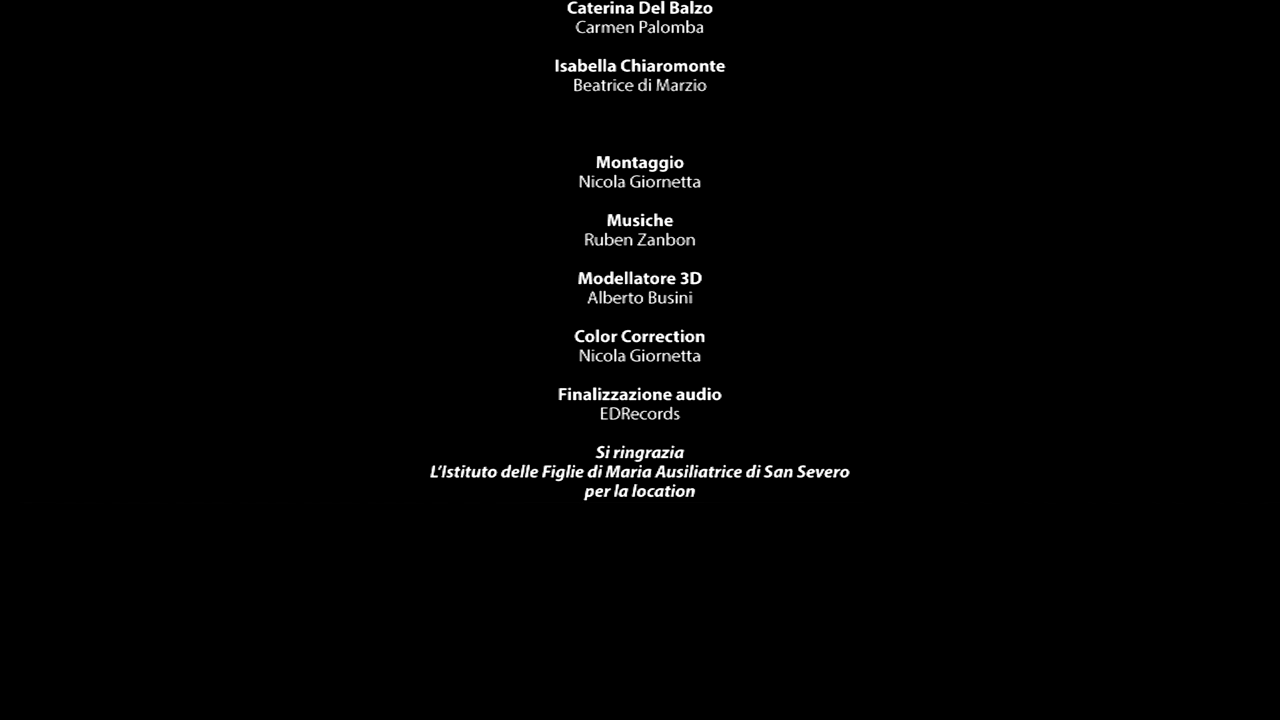 Caterina Del Balzo
Carmen Palomba
Isabella Chiaromonte
Beatrice di Marzio
Montaggio
Nicola Giornetta
Musiche
Ruben Zanbon
Modellatore 3D
Alberto Busini
Color Correction
Nicola Giornetta
Finalizzazione audio
EDRecords
Si ringrazia
L’Istituto delle Figlie di Maria Ausiliatrice di San Severo
per la location